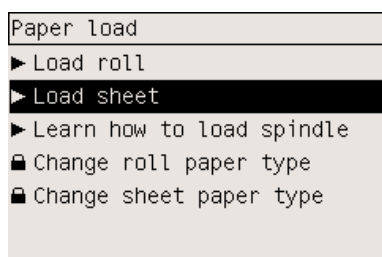 Paper load
Load roll
Load sheet
Learn how to load spindle
Change roll paper type
Change sheet paper type